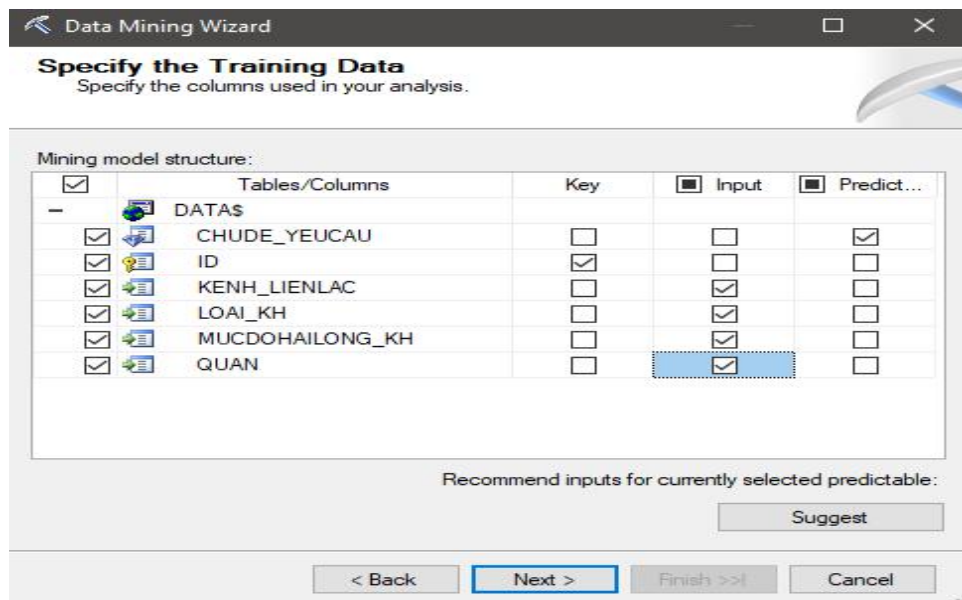 Data Mining Wizard
Specify the Training Data
Specify the columns used in your analysis.
Mining model structure:
Tables/Columns Key Input Predict...
DATA$
CHUDE_YEUCAU
ID
KENH_LIENLAC
LOAI_KH
MUCDOHAILONG_KH
QUAN
Recommend inputs for currently selected predictable:
Suggest
< Back Next > Finish >>| Cancel